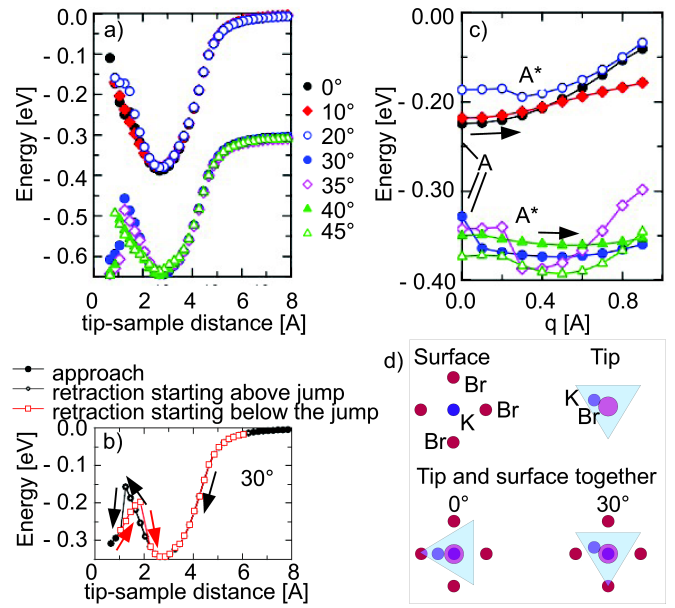 a)
0
- 0.1
- 0.2
- 0.3
- 0.4
- 0.5
- 0.6
Energy [eV]
0 2 4 6 8
tip-sample distance [A]
0°
10°
20°
30°
35°
40°
45°
c)
0.00
- 0.20
- 0.30
- 0.40
Energy [eV]
A*
A
A*
0.0 0.4 0.8
q [A]
approach
retraction starting above jump
retraction starting below the jump
b)
0.0
- 0.1
- 0.2
- 0.3
Energy [eV]
30°
0 2 4 6 8
tip-sample distance [A]
d)
Surface Tip
Br
Br
K
Br
K
Br
Tip and surface together
0° 30°